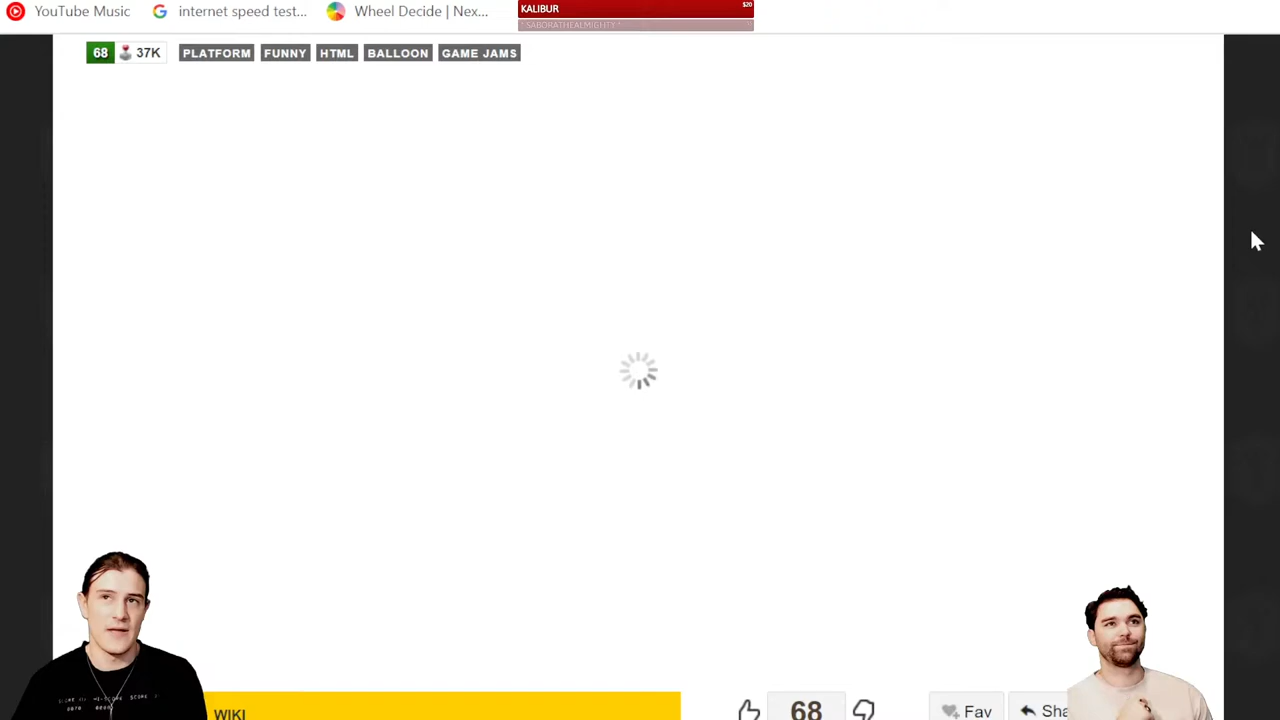 YouTube Music internet speed test... Wheel Decide | Nex... KALIBUR $20
* SABORATHEALMIGHTY *
68 37K PLATFORM FUNNY HTML BALLOON GAME JAMS
WIKI 68 Fav Sha